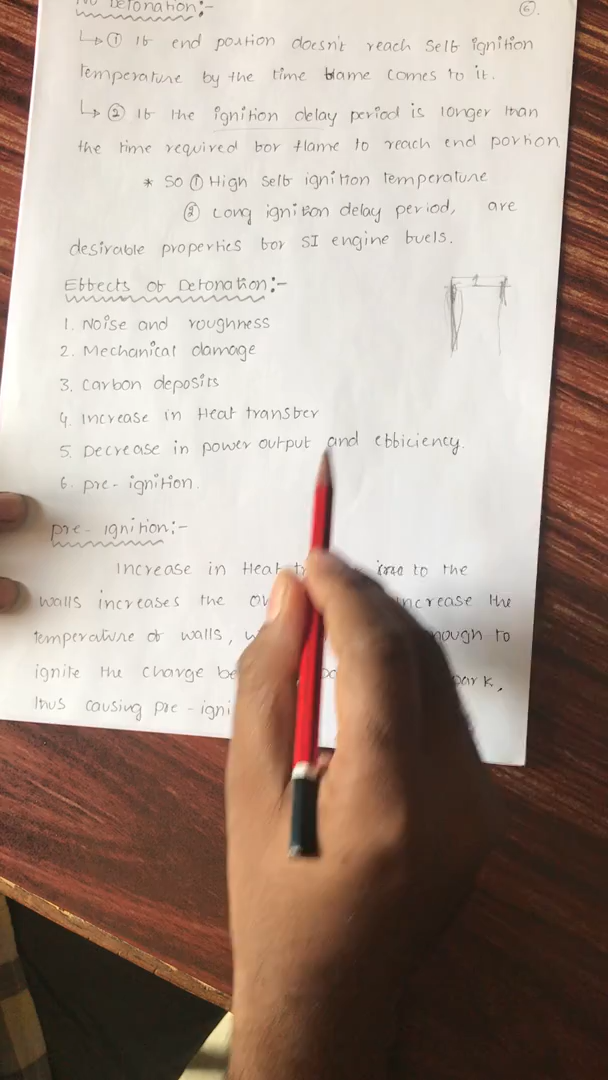 No Detonation:-
6.
↳ ① If end portion doesn't reach self ignition
temperature by the time flame comes to it.
↳ ② If the ignition delay period is longer than
the time required for flame to reach end portion
* So ① High self ignition temperature
② Long ignition delay period, are
desirable properties for SI engine fuels.
Effects of Detonation:-
1. Noise and roughness
2. Mechanical damage
3. Carbon deposits
4. Increase in Heat transfer
5. Decrease in power output and efficiency.
6. Pre-ignition.
Pre-Ignition:-
Increase in Heat to the
walls increases the increase the
temperature of walls, to
ignite the charge
thus causing pre-